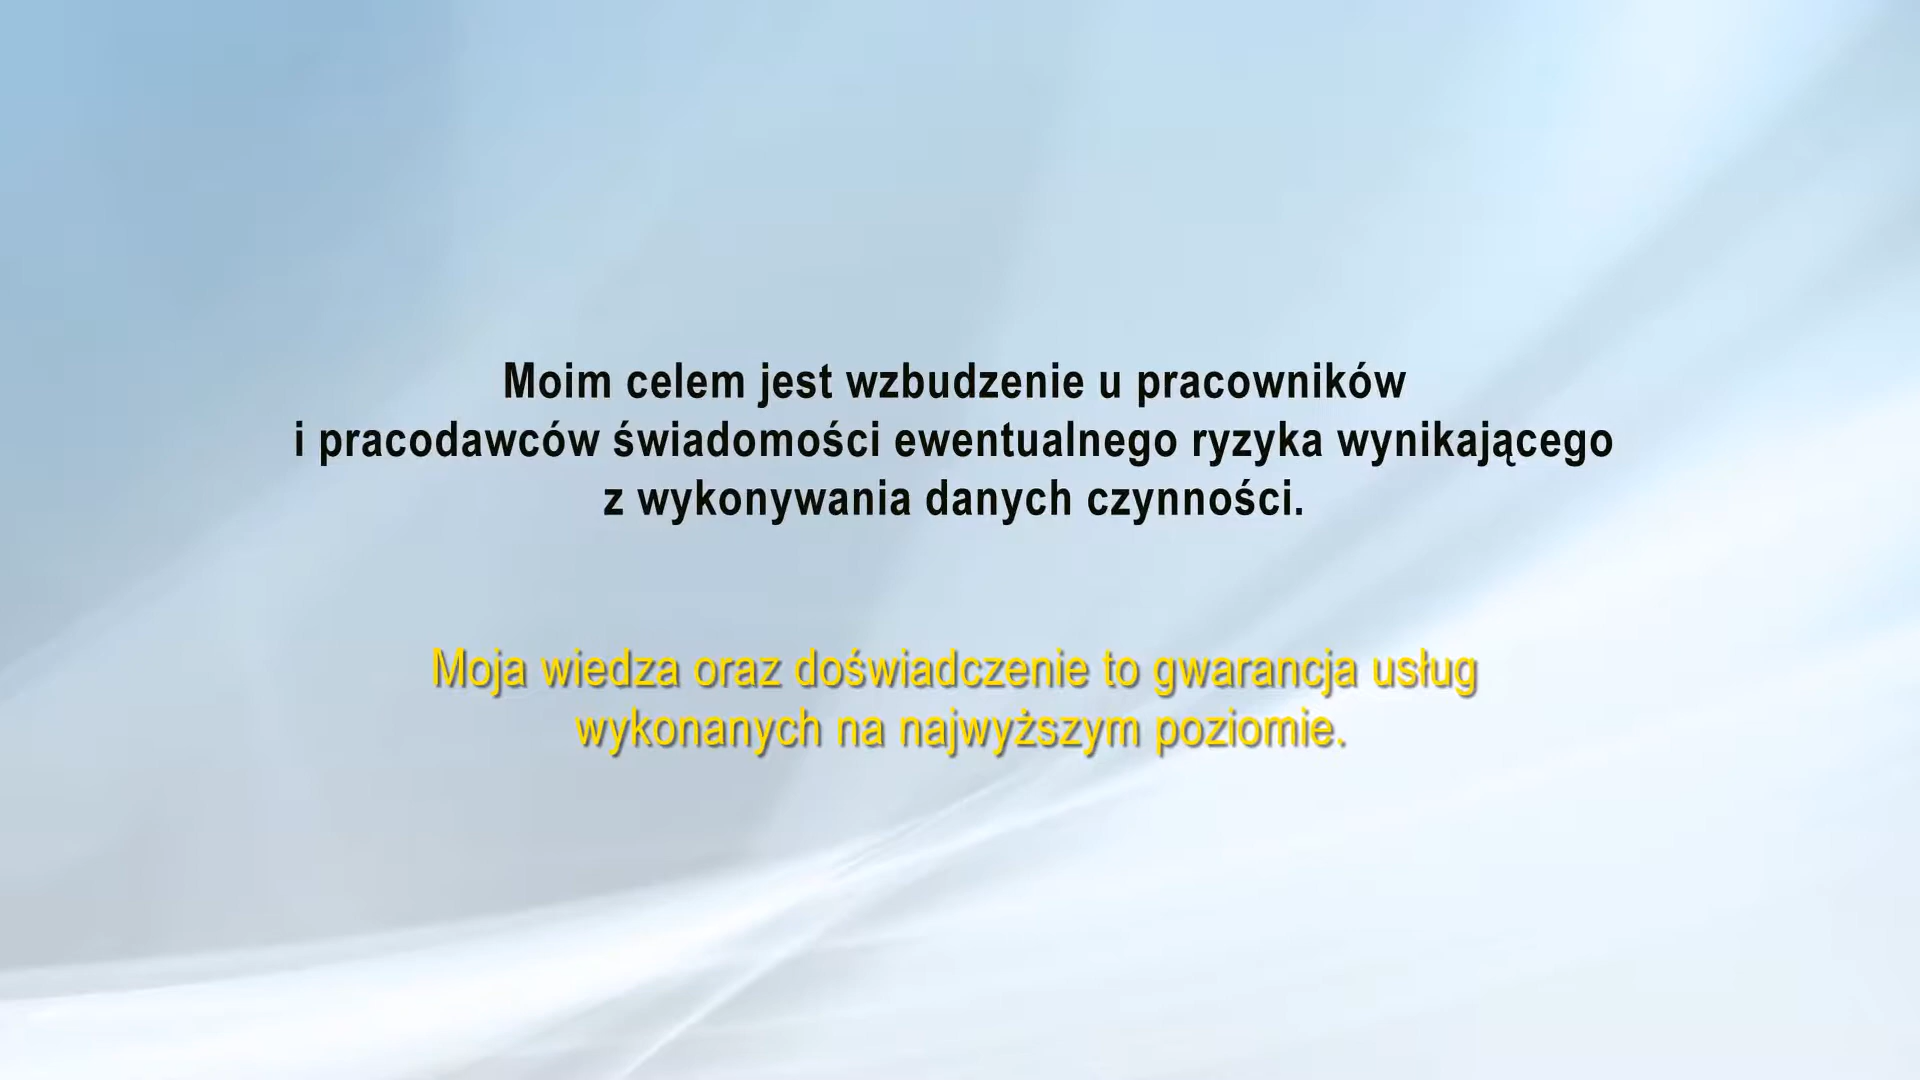 Moim celem jest wzbudzenie u pracowników
i pracodawców świadomości ewentualnego ryzyka wynikającego
z wykonywania danych czynności.
Moja wiedza oraz doświadczenie to gwarancja usług
wykonanych na najwyższym poziomie.